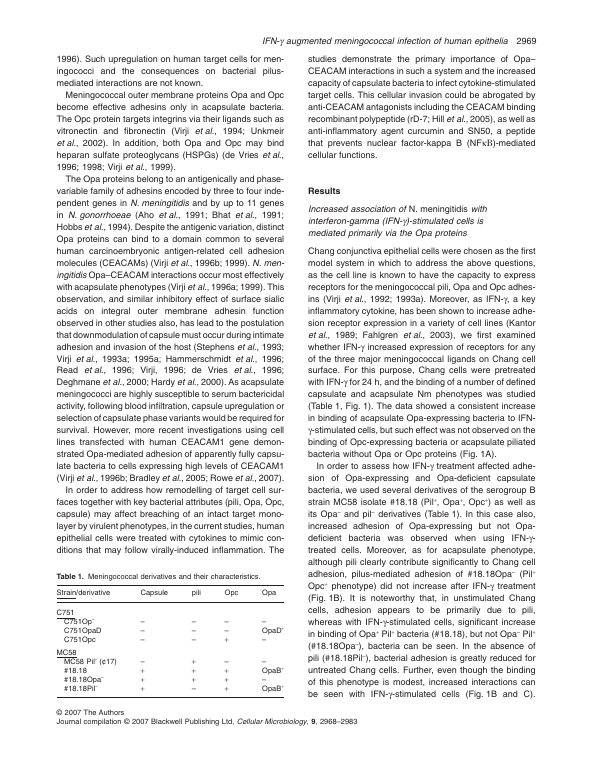 IFN-γ augmented meningococcal infection of human epithelia 2969
1996). Such upregulation on human target cells for men-
ingococci and the consequences on bacterial pilus-
mediated interactions are not known.
Meningococcal outer membrane proteins Opa and Opc
become effective adhesins only in acapsulate bacteria.
The Opc protein targets integrins via their ligands such as
vitronectin and fibronectin (Virji et al., 1994; Unkmeir
et al., 2002). In addition, both Opa and Opc may bind
heparan sulfate proteoglycans (HSPGs) (de Vries et al.,
1996; 1998; Virji et al., 1999).
The Opa proteins belong to an antigenically and phase-
variable family of adhesins encoded by three to four inde-
pendent genes in N. meningitidis and by up to 11 genes
in N. gonorrhoeae (Aho et al., 1991; Bhat et al., 1991;
Hobbs et al., 1994). Despite the antigenic variation, distinct
Opa proteins can bind to a domain common to several
human carcinoembryonic antigen-related cell adhesion
molecules (CEACAMs) (Virji et al., 1996b; 1999). N. men-
ingitidis Opa–CEACAM interactions occur most effectively
with acapsulate phenotypes (Virji et al., 1996a; 1999). This
observation, and similar inhibitory effect of surface sialic
acids on integral outer membrane adhesin function
observed in other studies also, has lead to the postulation
that downmodulation of capsule must occur during intimate
adhesion and invasion of the host (Stephens et al., 1993;
Virji et al., 1993a; 1995a; Hammerschmidt et al., 1996;
Read et al., 1996; Virji, 1996; de Vries et al., 1996;
Deghmane et al., 2000; Hardy et al., 2000). As acapsulate
meningococci are highly susceptible to serum bactericidal
activity, following blood infiltration, capsule upregulation or
selection of capsulate phase variants would be required for
survival. However, more recent investigations using cell
lines transfected with human CEACAM1 gene demon-
strated Opa-mediated adhesion of apparently fully capsu-
late bacteria to cells expressing high levels of CEACAM1
(Virji et al., 1996b; Bradley et al., 2005; Rowe et al., 2007).
In order to address how remodelling of target cell sur-
faces together with key bacterial attributes (pili, Opa, Opc,
capsule) may affect breaching of an intact target mono-
layer by virulent phenotypes, in the current studies, human
epithelial cells were treated with cytokines to mimic con-
ditions that may follow virally-induced inflammation. The
Table 1. Meningococcal derivatives and their characteristics.
Strain/derivative Capsule pili Opc Opa
C751
C751Op⁻ – – – –
C751OpaD – – – OpaD⁺
C751Opc – – + –
MC58
MC58 Pil⁺ (¢17) – + – –
#18.18 + + + OpaB⁺
#18.18Opa⁻ + + + –
#18.18Pil⁻ + – + OpaB⁺
studies demonstrate the primary importance of Opa–
CEACAM interactions in such a system and the increased
capacity of capsulate bacteria to infect cytokine-stimulated
target cells. This cellular invasion could be abrogated by
anti-CEACAM antagonists including the CEACAM binding
recombinant polypeptide (rD-7; Hill et al., 2005), as well as
anti-inflammatory agent curcumin and SN50, a peptide
that prevents nuclear factor-kappa B (NFκB)-mediated
cellular functions.
Results
Increased association of N. meningitidis with
interferon-gamma (IFN-γ)-stimulated cells is
mediated primarily via the Opa proteins
Chang conjunctiva epithelial cells were chosen as the first
model system in which to address the above questions,
as the cell line is known to have the capacity to express
receptors for the meningococcal pili, Opa and Opc adhes-
ins (Virji et al., 1992; 1993a). Moreover, as IFN-γ, a key
inflammatory cytokine, has been shown to increase adhe-
sion receptor expression in a variety of cell lines (Kantor
et al., 1989; Fahlgren et al., 2003), we first examined
whether IFN-γ increased expression of receptors for any
of the three major meningococcal ligands on Chang cell
surface. For this purpose, Chang cells were pretreated
with IFN-γ for 24 h, and the binding of a number of defined
capsulate and acapsulate Nm phenotypes was studied
(Table 1, Fig. 1). The data showed a consistent increase
in binding of acapsulate Opa-expressing bacteria to IFN-
γ-stimulated cells, but such effect was not observed on the
binding of Opc-expressing bacteria or acapsulate piliated
bacteria without Opa or Opc proteins (Fig. 1A).
In order to assess how IFN-γ treatment affected adhe-
sion of Opa-expressing and Opa-deficient capsulate
bacteria, we used several derivatives of the serogroup B
strain MC58 isolate #18.18 (Pil⁺, Opa⁺, Opc⁺) as well as
its Opa⁻ and pil⁻ derivatives (Table 1). In this case also,
increased adhesion of Opa-expressing but not Opa-
deficient bacteria was observed when using IFN-γ-
treated cells. Moreover, as for acapsulate phenotype,
although pili clearly contribute significantly to Chang cell
adhesion, pilus-mediated adhesion of #18.18Opa⁻ (Pil⁺
Opc⁺ phenotype) did not increase after IFN-γ treatment
(Fig. 1B). It is noteworthy that, in unstimulated Chang
cells, adhesion appears to be primarily due to pili,
whereas with IFN-γ-stimulated cells, significant increase
in binding of Opa⁺ Pil⁺ bacteria (#18.18), but not Opa⁻ Pil⁺
(#18.18Opa⁻), bacteria can be seen. In the absence of
pili (#18.18Pil⁻), bacterial adhesion is greatly reduced for
untreated Chang cells. Further, even though the binding
of this phenotype is modest, increased interactions can
be seen with IFN-γ-stimulated cells (Fig. 1B and C).
© 2007 The Authors
Journal compilation © 2007 Blackwell Publishing Ltd, Cellular Microbiology, 9, 2968–2983